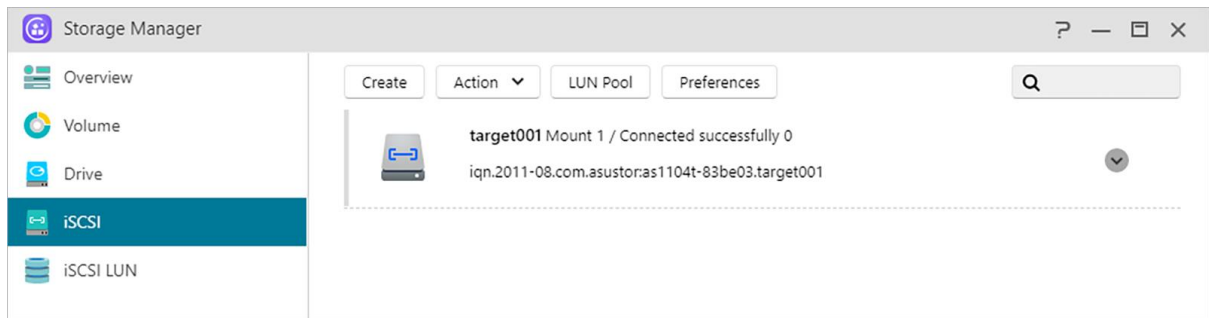 Storage Manager
Overview
Volume
Drive
iSCSI
iSCSI LUN
Create
Action
LUN Pool
Preferences
target001 Mount 1 / Connected successfully 0
iqn.2011-08.com.asustor:as1104t-83be03.target001